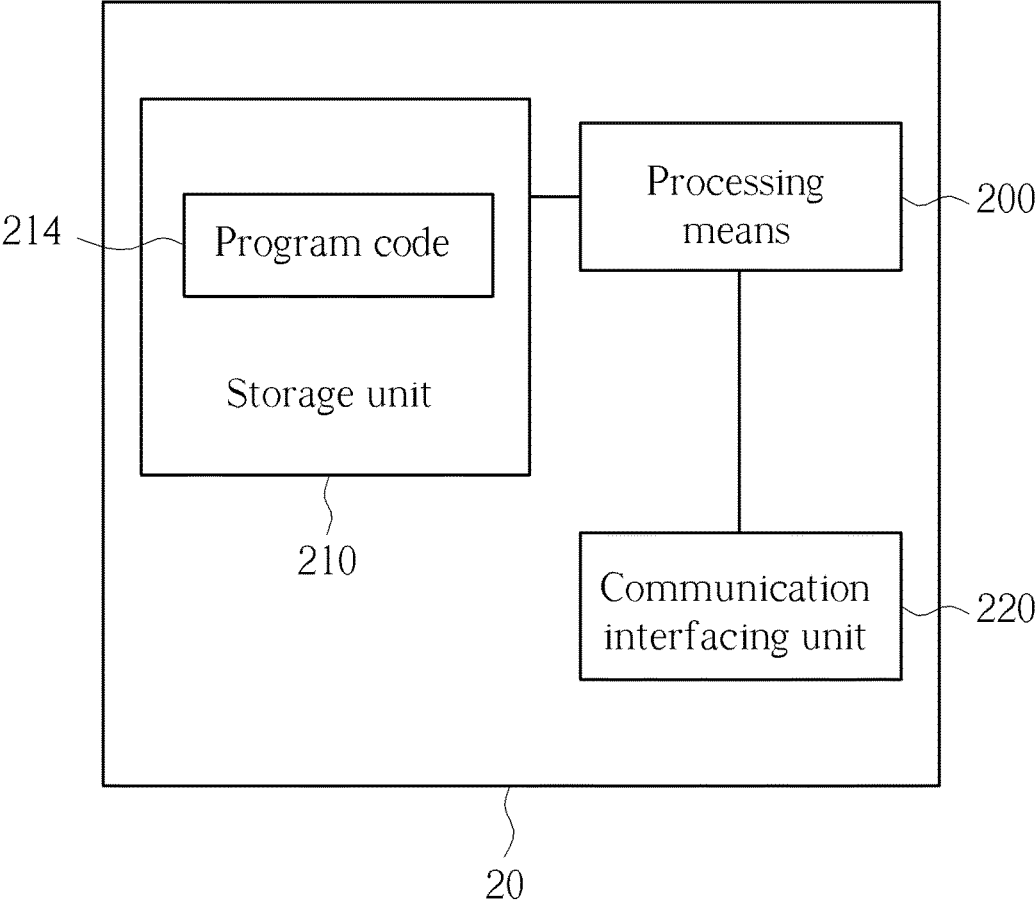 Processing
means
200
214
Program code
Storage unit
210
Communication
interfacing unit
220
20